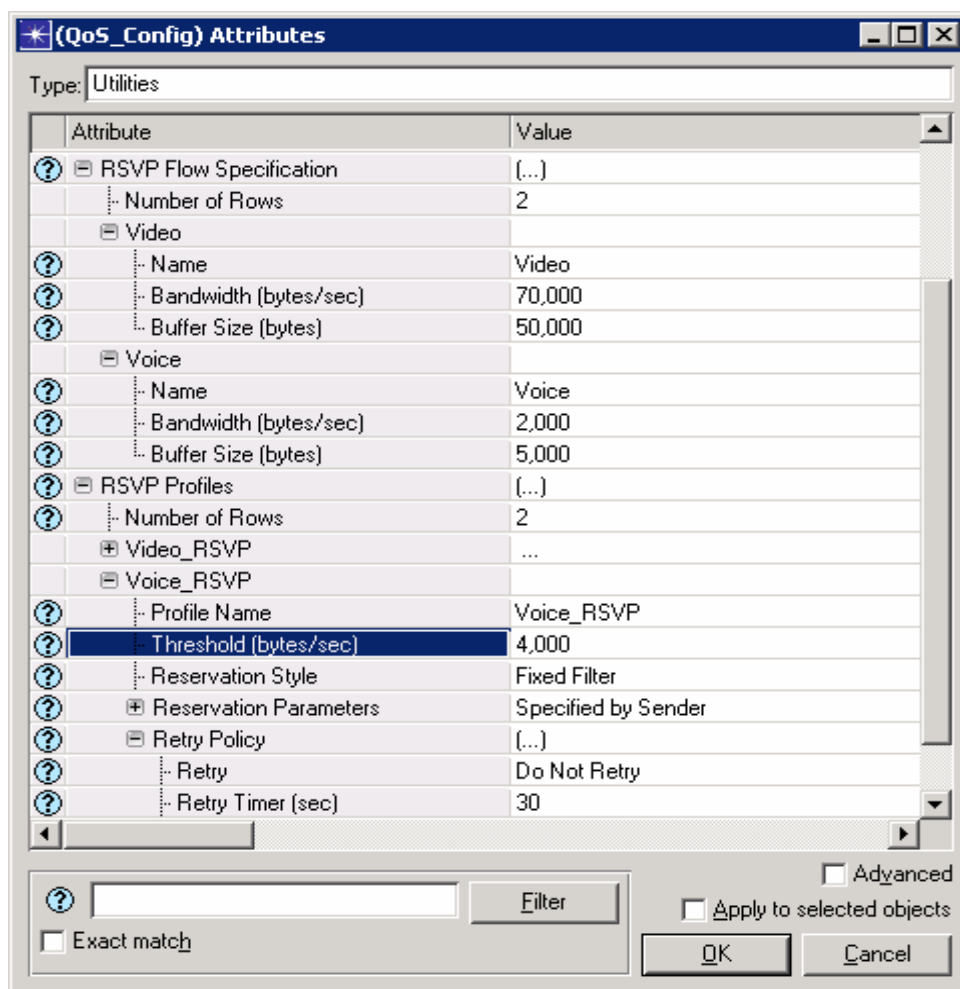 (QoS_Config) Attributes
Type: Utilities
Attribute Value
RSVP Flow Specification (...)
Number of Rows 2
Video
Name Video
Bandwidth (bytes/sec) 70,000
Buffer Size (bytes) 50,000
Voice
Name Voice
Bandwidth (bytes/sec) 2,000
Buffer Size (bytes) 5,000
RSVP Profiles (...)
Number of Rows 2
Video_RSVP ...
Voice_RSVP
Profile Name Voice_RSVP
Threshold (bytes/sec) 4,000
Reservation Style Fixed Filter
Reservation Parameters Specified by Sender
Retry Policy (...)
Retry Do Not Retry
Retry Timer (sec) 30
Advanced
Filter
Apply to selected objects
Exact match
OK Cancel